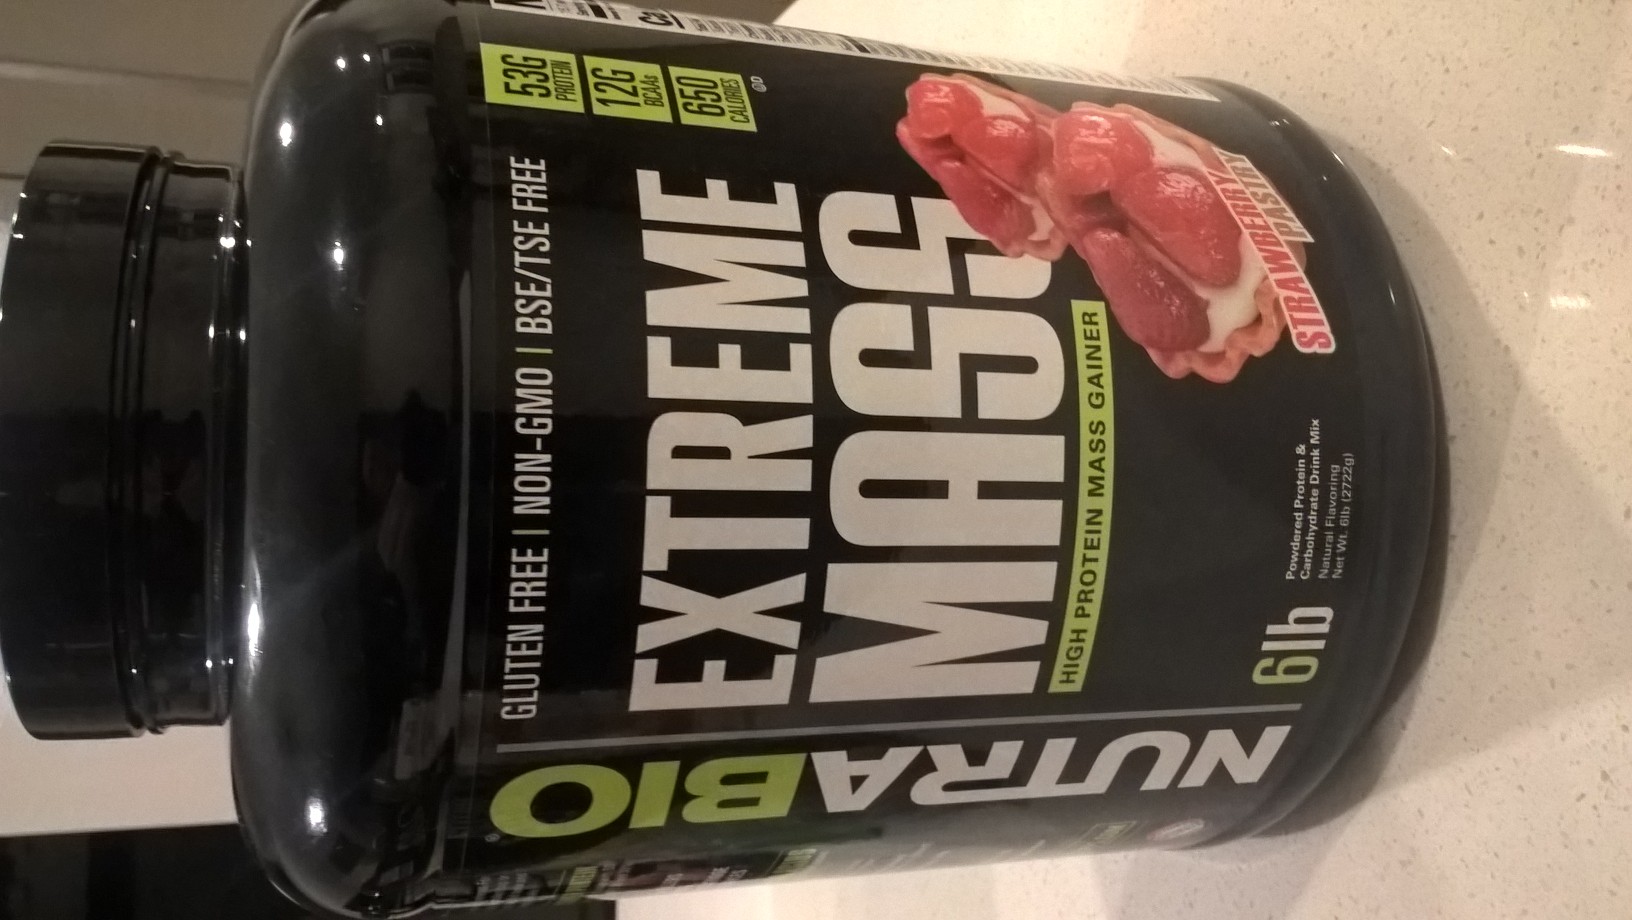 NUTRABIO®
GLUTEN FREE | NON-GMO | BSE/TSE FREE
53G
PROTEIN
12G
BCAAs
650
CALORIES
EXTREME
MASS
HIGH PROTEIN MASS GAINER
STRAWBERRY
PASTRY
6lb
Powdered Protein &
Carbohydrate Drink Mix
Natural Flavoring
Net Wt. 6lb (2722g)